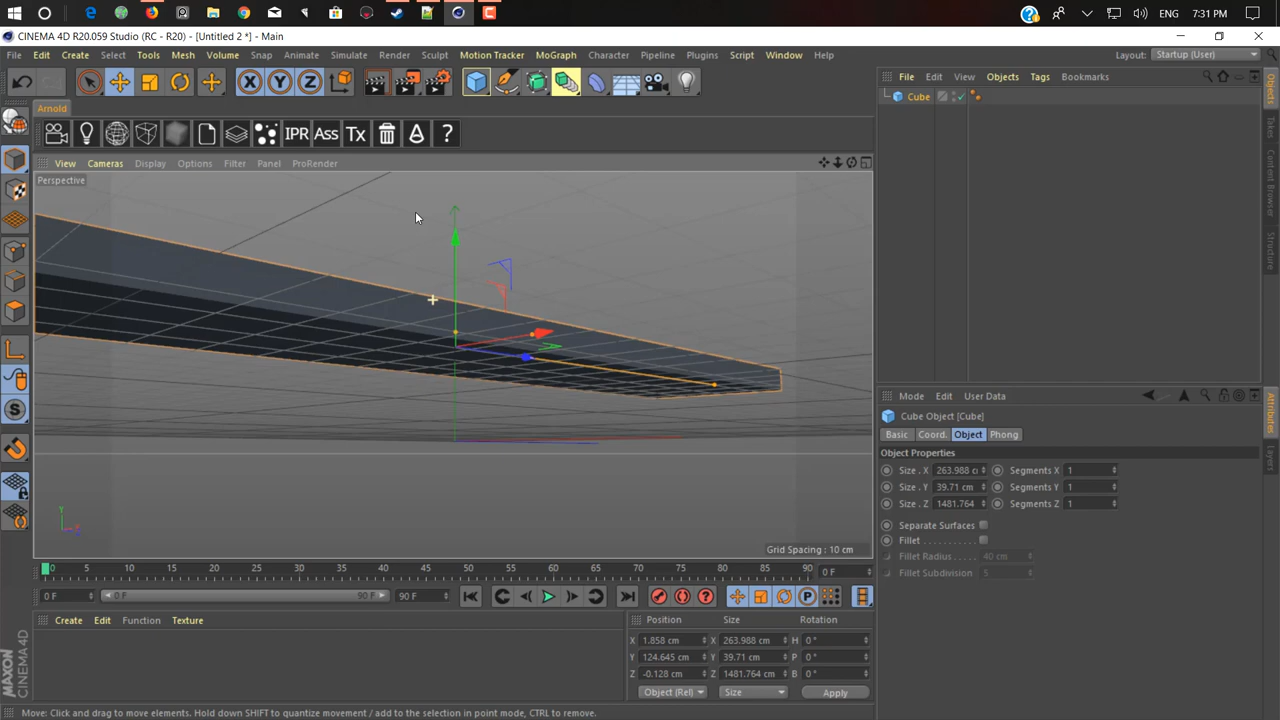 ENG 7:31 PM
CINEMA 4D R20.059 Studio (RC - R20) - [Untitled 2 *] - Main
File Edit Create Select Tools Mesh Volume Snap Animate Simulate Render Sculpt Motion Tracker MoGraph Character Pipeline Plugins Script Window Help Layout: Startup (User)
X Y Z
File Edit View Objects Tags Bookmarks
Cube
Arnold
IPR Ass Tx ?
View Cameras Display Options Filter Panel ProRender
Perspective
Y
Grid Spacing : 10 cm
Objects
Takes
Content Browser
Structure
Mode Edit User Data
Cube Object [Cube]
Basic Coord. Object Phong
Object Properties
Size . X 263.988 c Segments X 1
Size . Y 39.71 cm Segments Y 1
Size . Z 1481.764 Segments Z 1
Separate Surfaces
Fillet
Fillet Radius 40 cm
Fillet Subdivision 5
Attributes
Layers
0 5 10 15 20 25 30 35 40 45 50 55 60 65 70 75 80 85 90 0 F
0 F 0 F 90 F 90 F
Create Edit Function Texture
Position Size Rotation
X 1.858 cm X 263.988 cm H 0 °
Y 124.645 cm Y 39.71 cm P 0 °
Z -0.128 cm Z 1481.764 cm B 0 °
Object (Rel) Size Apply
MAXON CINEMA 4D
Move: Click and drag to move elements. Hold down SHIFT to quantize movement / add to the selection in point mode, CTRL to remove.